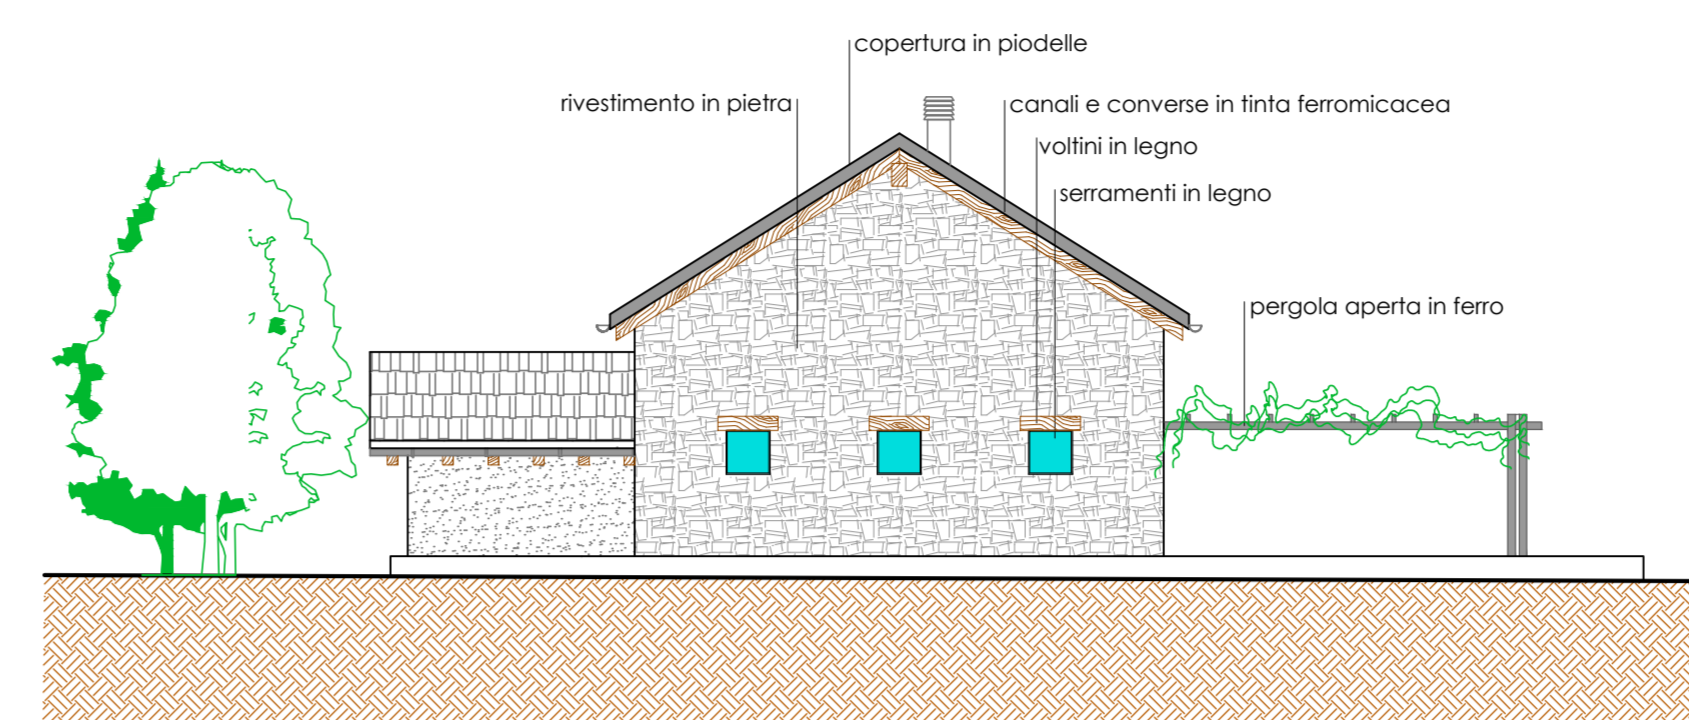 copertura in piodelle
rivestimento in pietra
canali e converse in tinta ferromicacea
voltini in legno
serramenti in legno
pergola aperta in ferro